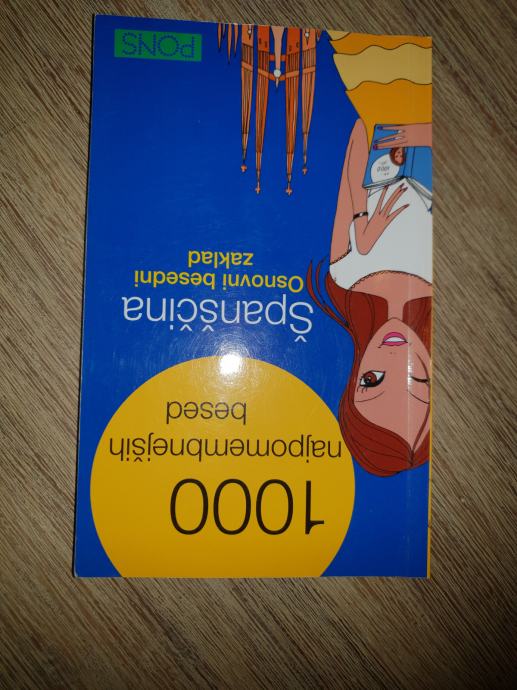 1000
najpomembnejših
besed
Španščina
Osnovni besedni
zaklad
PONS